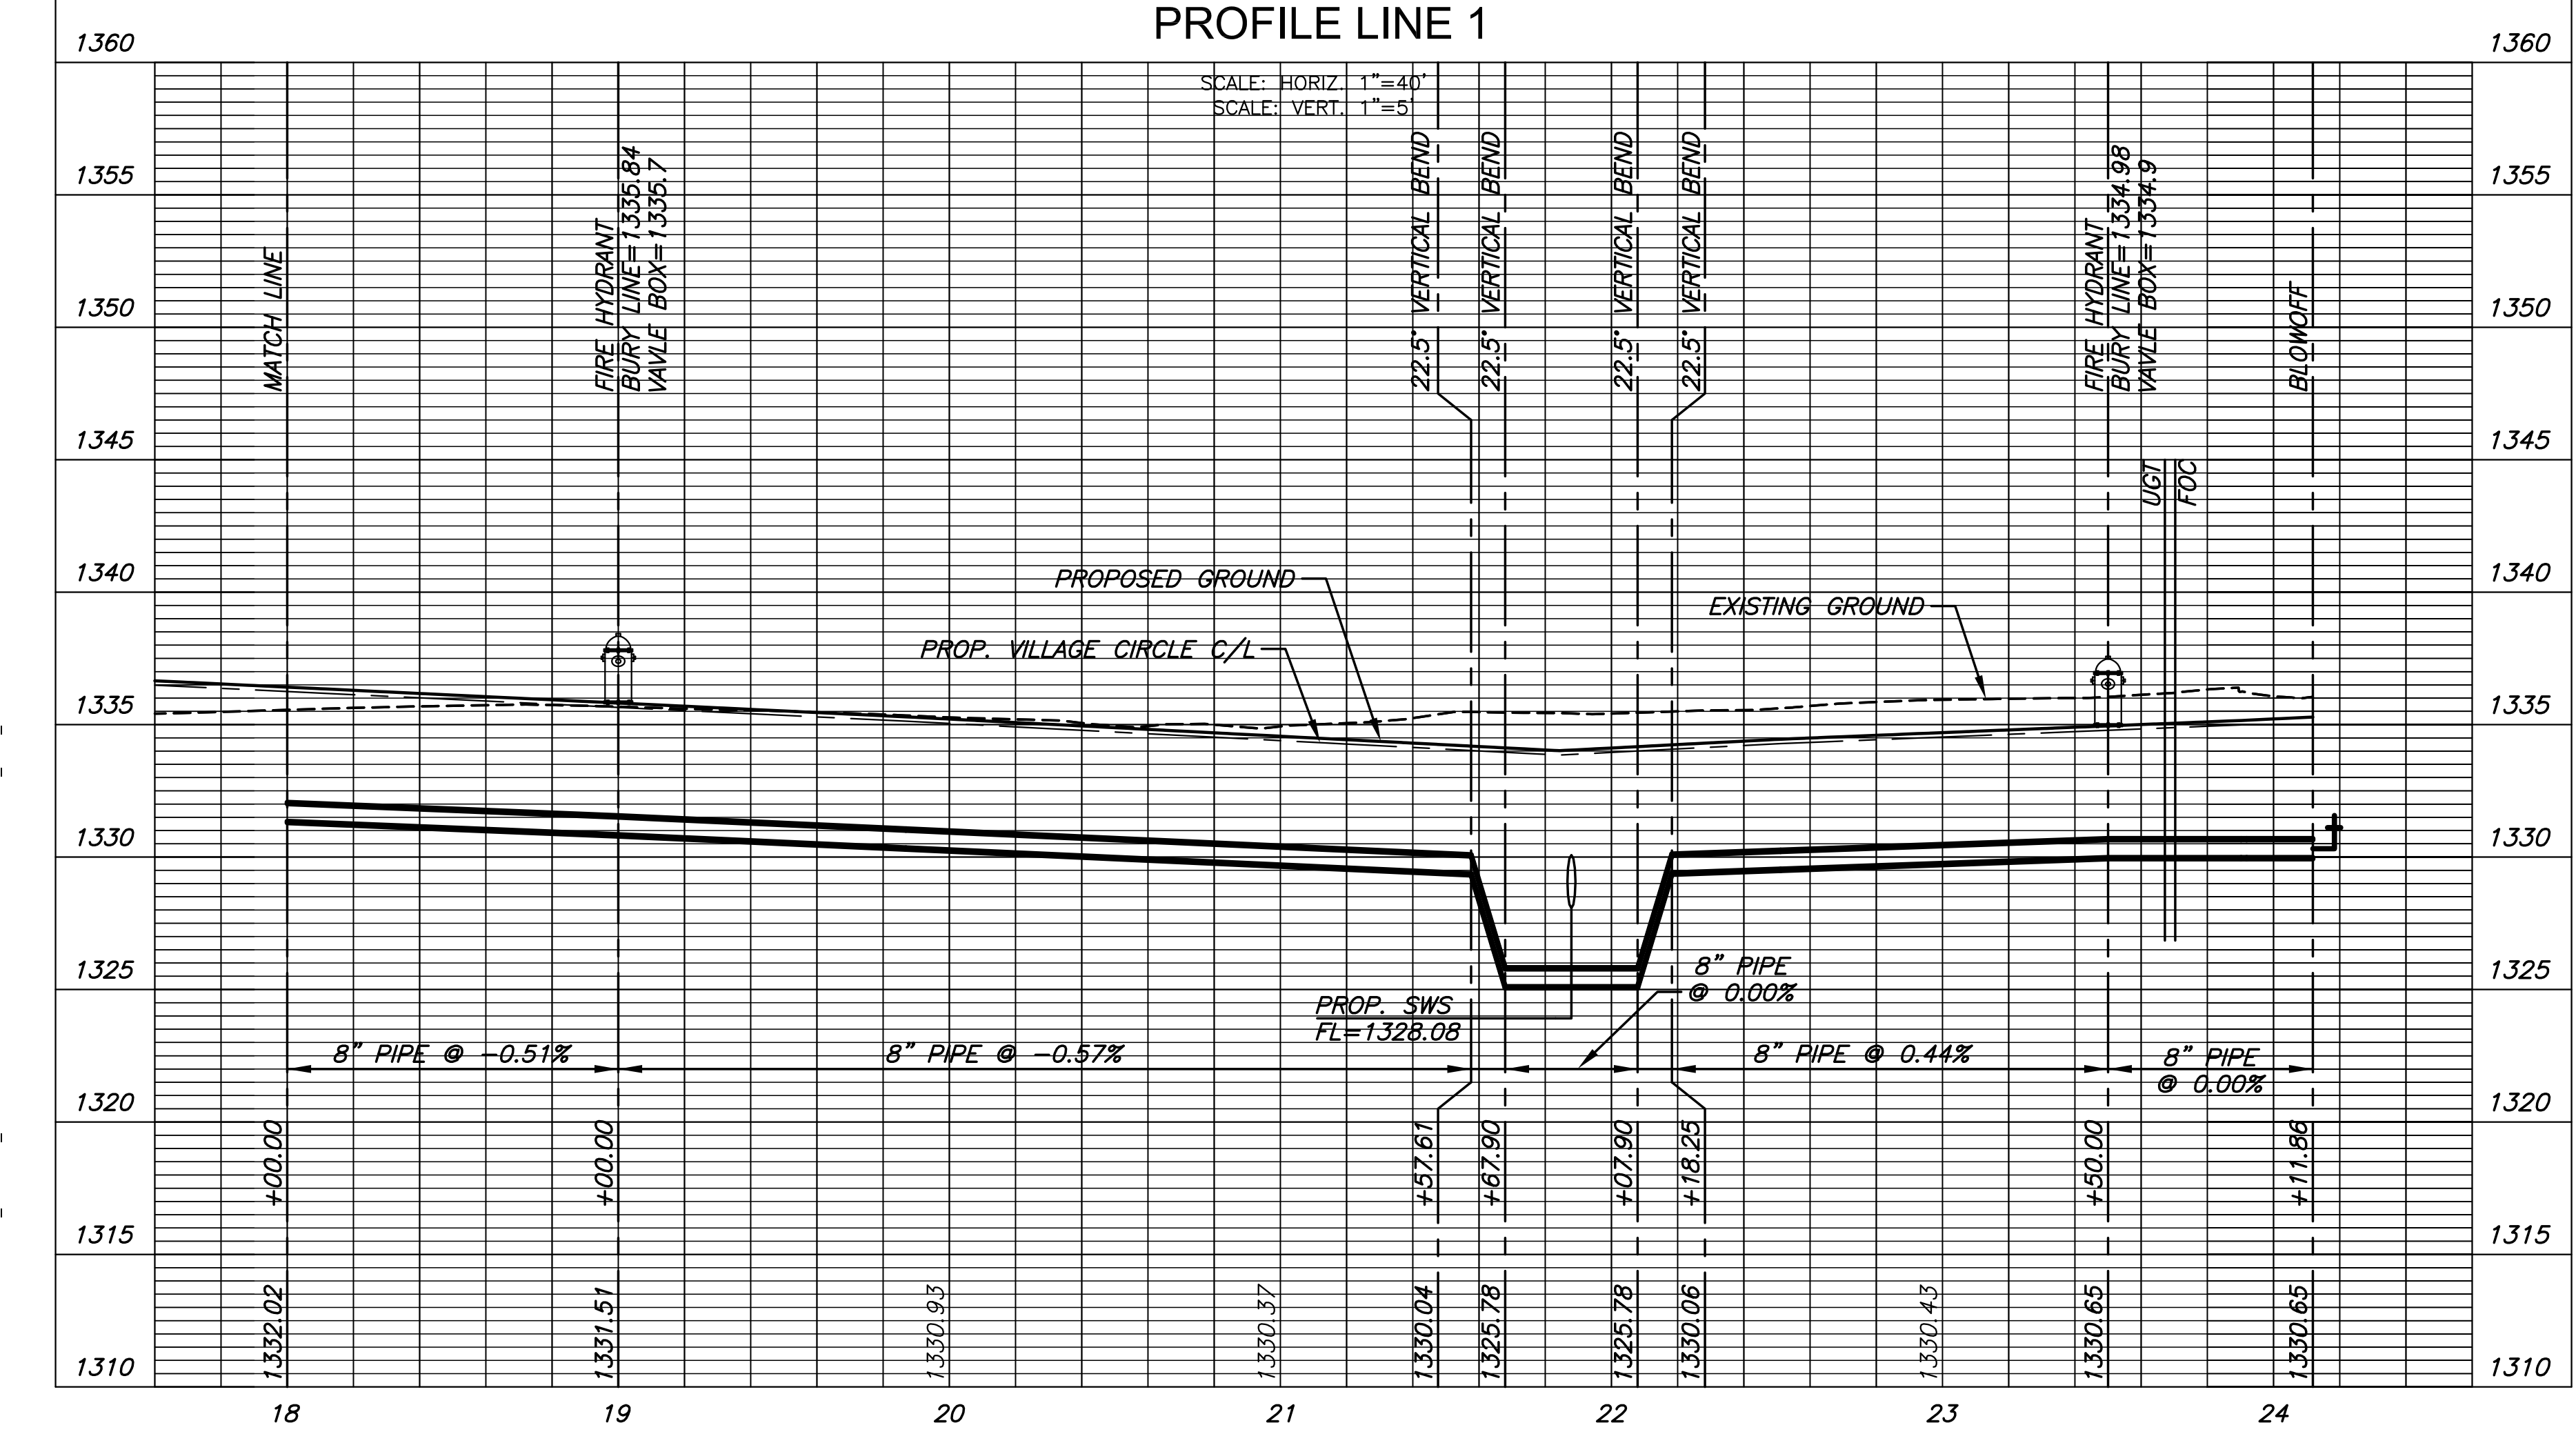 PROFILE LINE 1
1360
1360
SCALE: HORIZ. 1"=40'
SCALE: VERT. 1"=5'
1355
1355
1350
1350
1345
1345
1340
1340
1335
1335
1330
1330
1325
1325
1320
1320
1315
1315
1310
1310
MATCH LINE
FIRE HYDRANT
BURY LINE=1335.84
VAVLE BOX=1335.7
22.5° VERTICAL BEND
22.5° VERTICAL BEND
22.5° VERTICAL BEND
22.5° VERTICAL BEND
FIRE HYDRANT
BURY LINE=1334.98
VAVLE BOX=1334.9
BLOWOFF
UGT
FOC
PROPOSED GROUND
EXISTING GROUND
PROP. VILLAGE CIRCLE C/L
8" PIPE
@ 0.00%
PROP. SWS
FL=1328.08
8" PIPE @ -0.51%
8" PIPE @ -0.57%
8" PIPE @ 0.44%
8" PIPE
@ 0.00%
+00.00
+00.00
+57.61
+67.90
+07.90
+18.25
+50.00
+11.86
1332.02
1331.51
1330.93
1330.37
1330.04
1325.78
1325.78
1330.06
1330.43
1330.65
1330.65
18
19
20
21
22
23
24